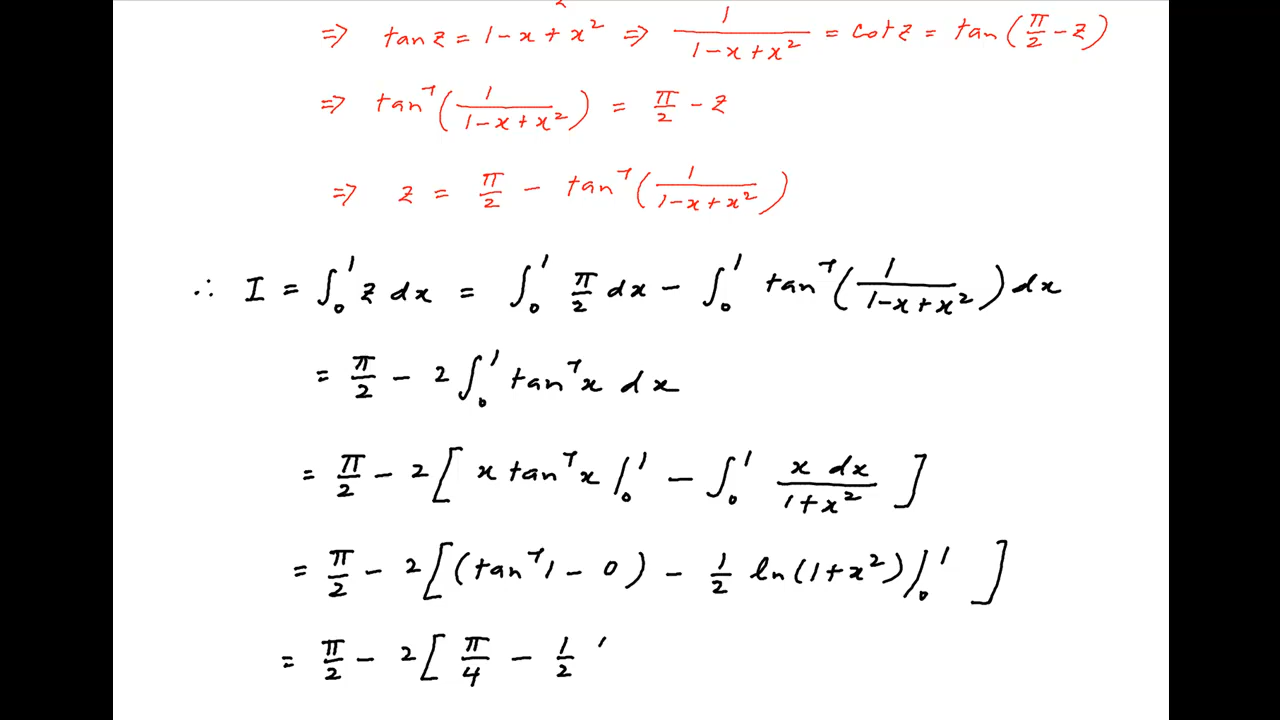 ⇒ tan z = 1 - x + x² ⇒ 1/(1 - x + x²) = cot z = tan(π/2 - z)
⇒ tan⁻¹(1/(1 - x + x²)) = π/2 - z
⇒ z = π/2 - tan⁻¹(1/(1 - x + x²))
∴ I = ∫₀¹ z dx = ∫₀¹ π/2 dx - ∫₀¹ tan⁻¹(1/(1 - x + x²)) dx
= π/2 - 2 ∫₀¹ tan⁻¹x dx
= π/2 - 2[ x tan⁻¹x |₀¹ - ∫₀¹ x dx/(1 + x²) ]
= π/2 - 2[ (tan⁻¹1 - 0) - 1/2 ln(1 + x²) |₀¹ ]
= π/2 - 2[ π/4 - 1/2